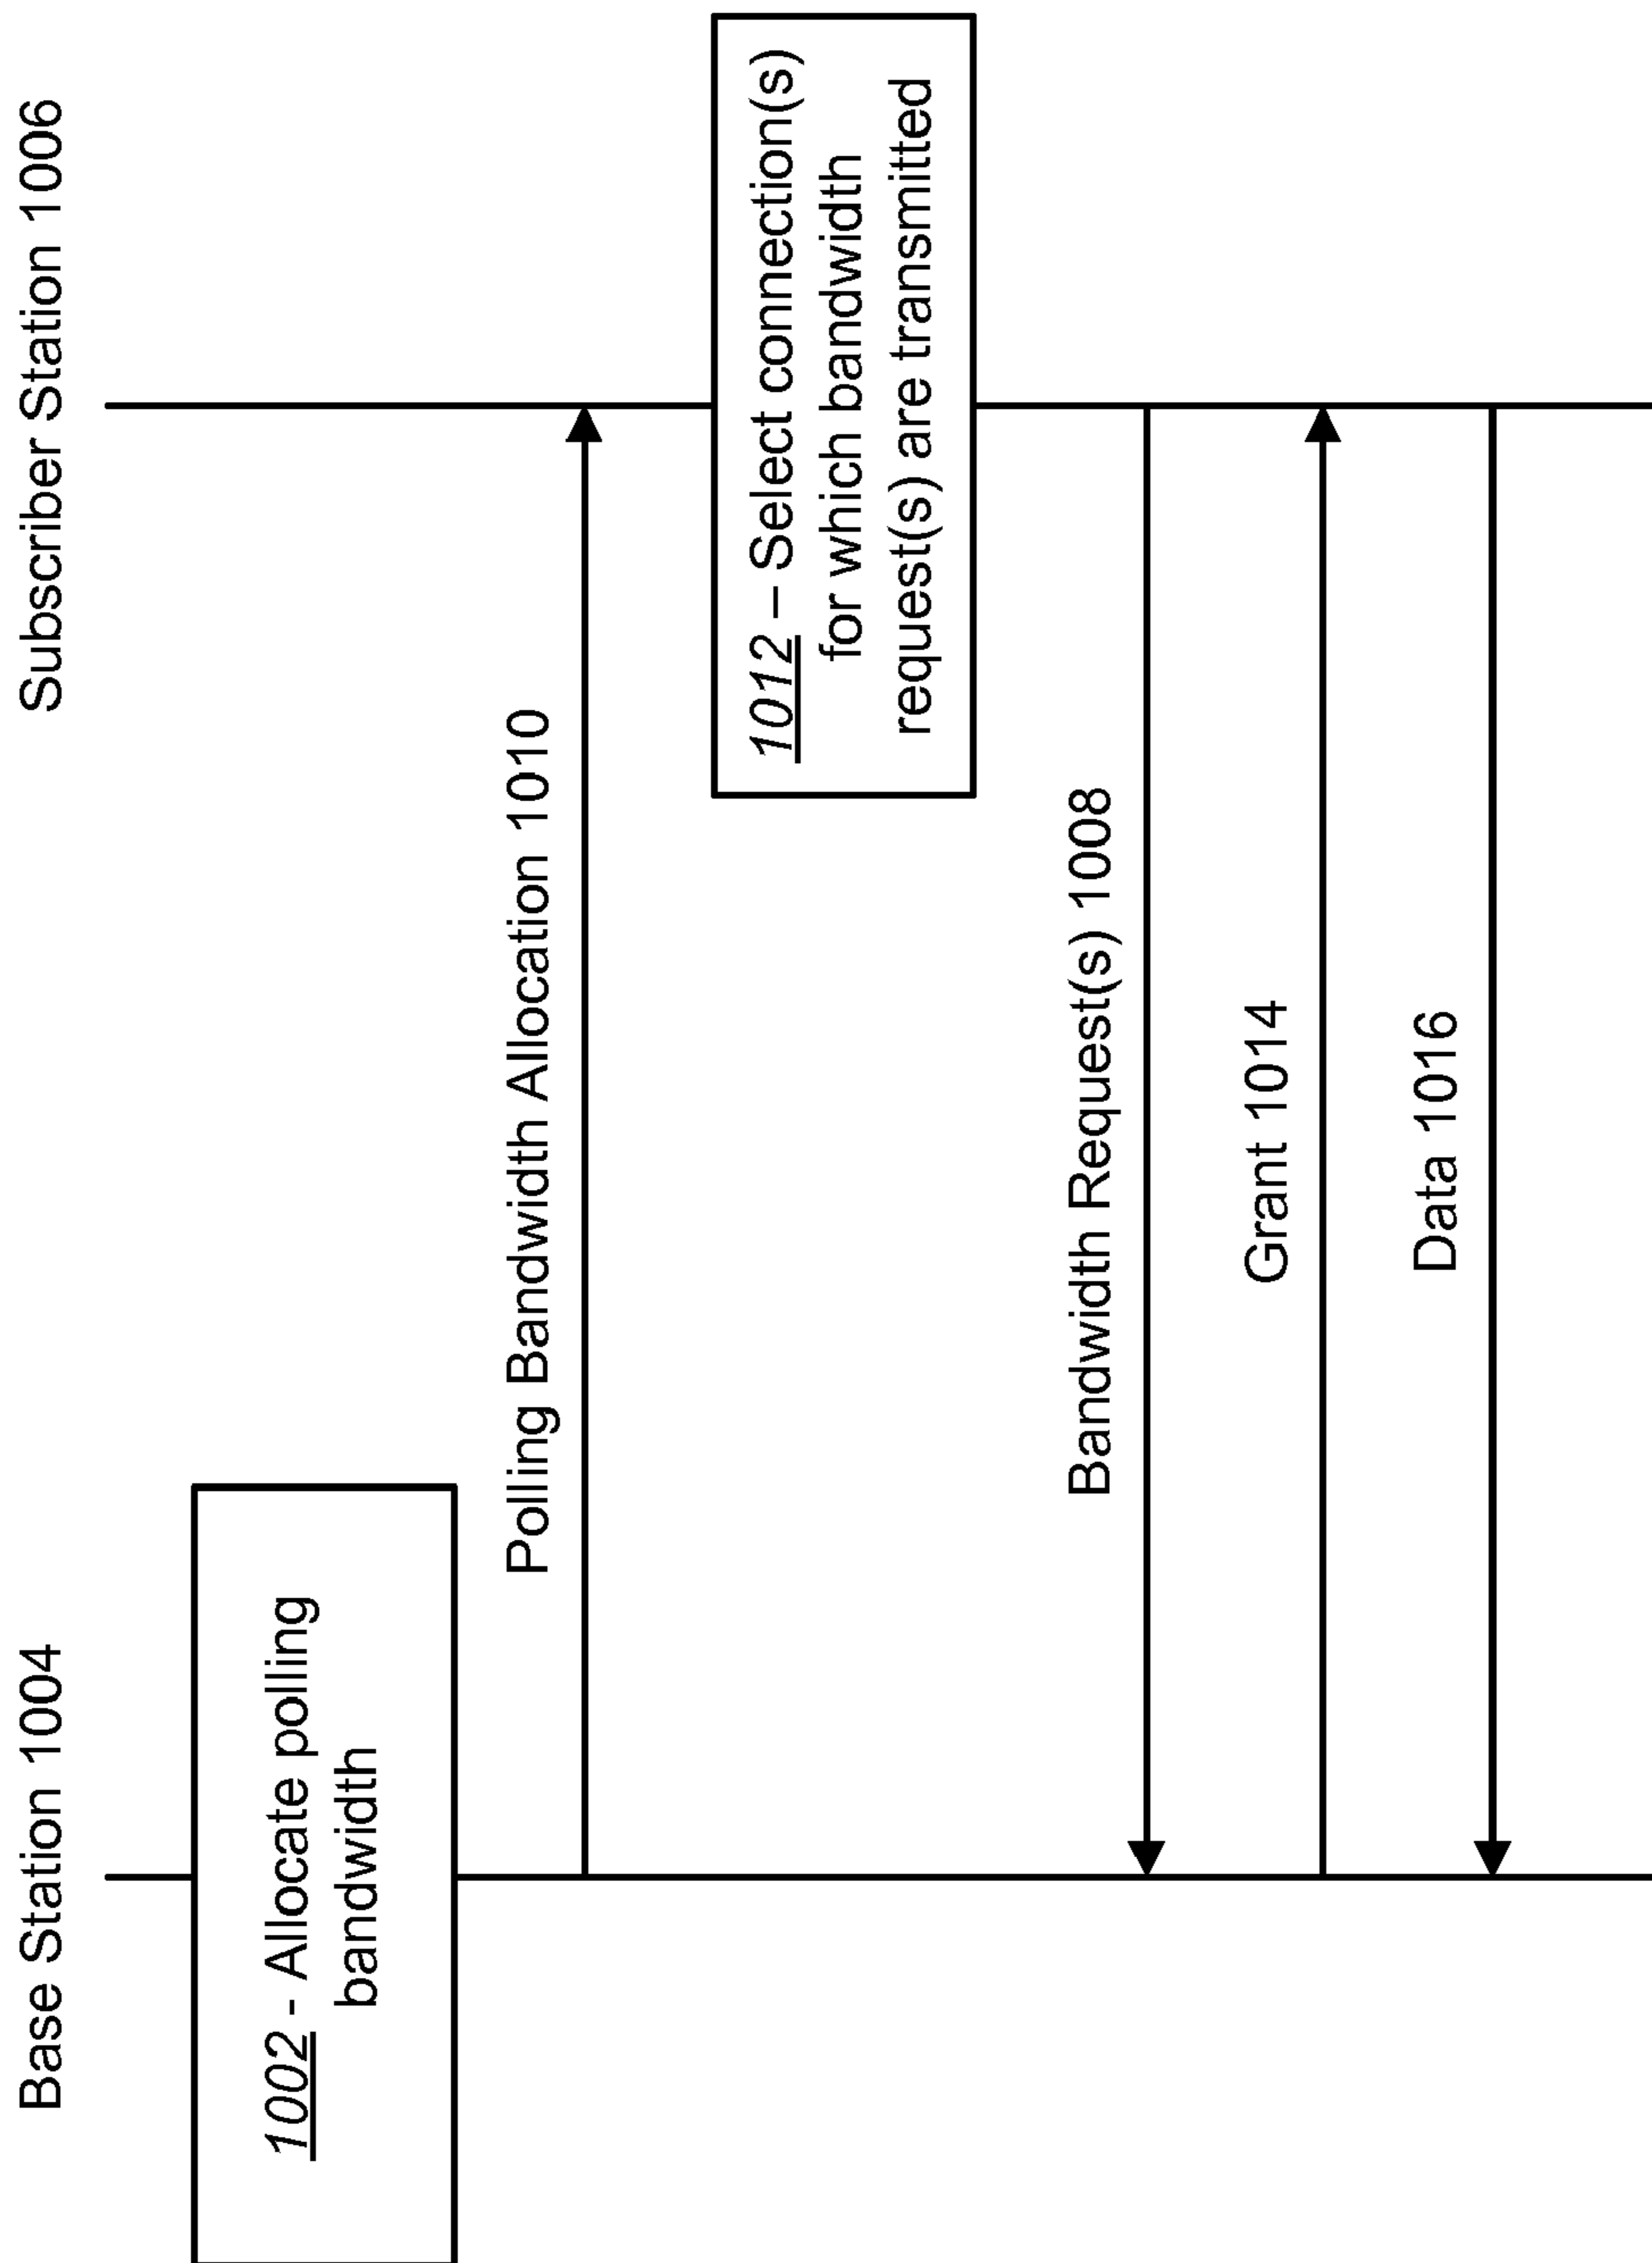 Base Station 1004
Subscriber Station 1006
1002 - Allocate polling
bandwidth
Polling Bandwidth Allocation 1010
1012 – Select connection(s)
for which bandwidth
request(s) are transmitted
Bandwidth Request(s) 1008
Grant 1014
Data 1016